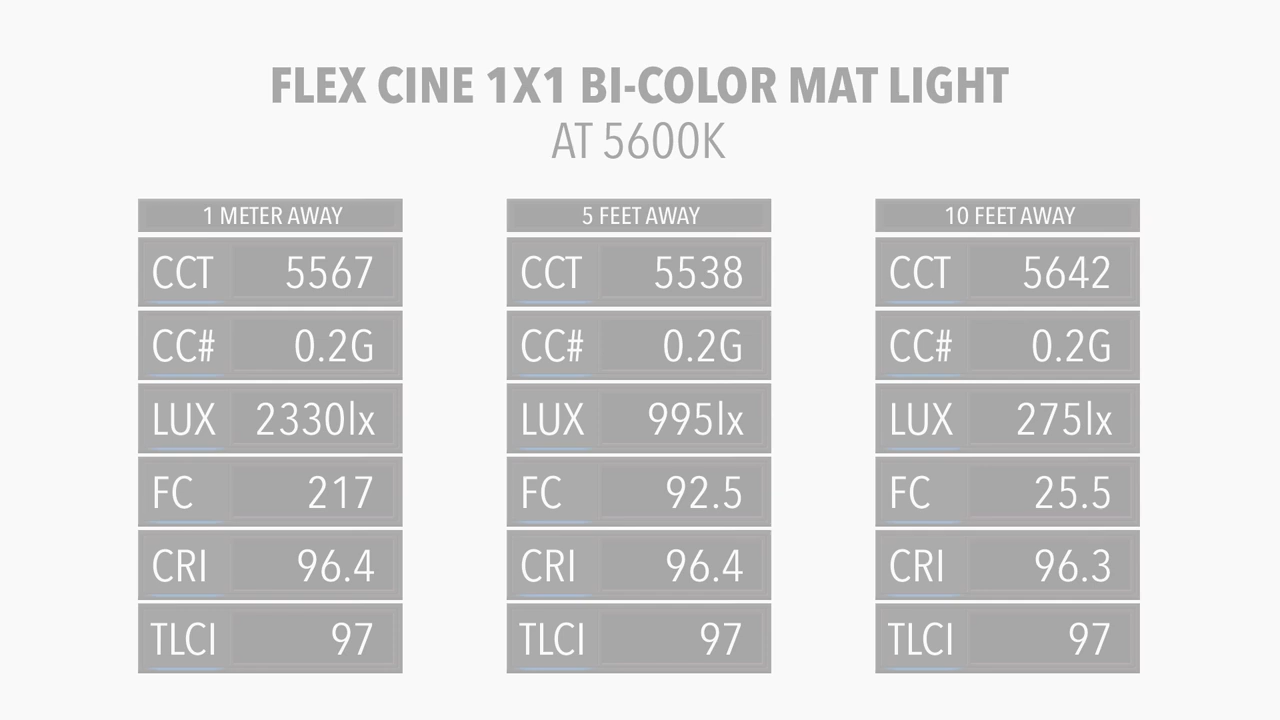 FLEX CINE 1X1 BI-COLOR MAT LIGHT
AT 5600K
1 METER AWAY
CCT 5567
CC# 0.2G
LUX 2330lx
FC 217
CRI 96.4
TLCI 97
5 FEET AWAY
CCT 5538
CC# 0.2G
LUX 995lx
FC 92.5
CRI 96.4
TLCI 97
10 FEET AWAY
CCT 5642
CC# 0.2G
LUX 275lx
FC 25.5
CRI 96.3
TLCI 97